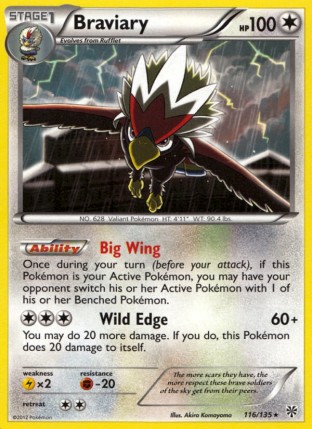 STAGE1
Braviary
HP100
Evolves from Rufflet
NO. 628 Valiant Pokémon HT: 4'11" WT: 90.4 lbs.
Ability Big Wing
Once during your turn (before your attack), if this
Pokémon is your Active Pokémon, you may have your
opponent switch his or her Active Pokémon with 1 of
his or her Benched Pokémon.
Wild Edge 60+
You may do 20 more damage. If you do, this Pokémon
does 20 damage to itself.
weakness resistance
×2 -20
retreat
The more scars they have, the more
respect these brave soldiers
of the sky get from their peers.
©2012 Pokémon
Illus. Akira Komayama
116/135★